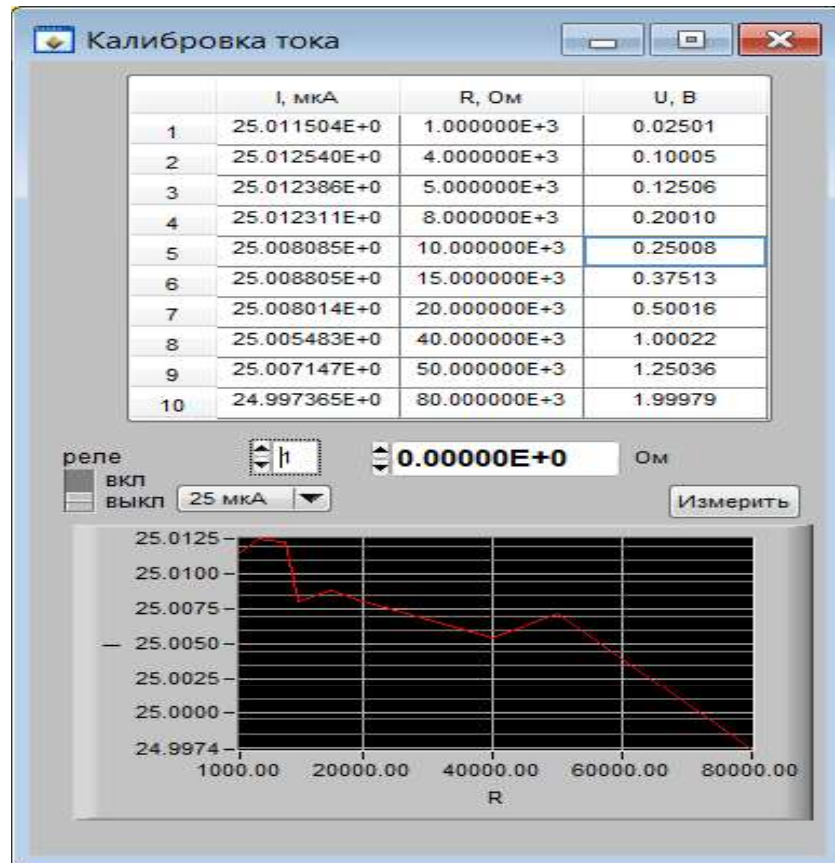 Калибровка тока
I, мкА R, Ом U, В
1 25.011504E+0 1.000000E+3 0.02501
2 25.012540E+0 4.000000E+3 0.10005
3 25.012386E+0 5.000000E+3 0.12506
4 25.012311E+0 8.000000E+3 0.20010
5 25.008085E+0 10.000000E+3 0.25008
6 25.008805E+0 15.000000E+3 0.37513
7 25.008014E+0 20.000000E+3 0.50016
8 25.005483E+0 40.000000E+3 1.00022
9 25.007147E+0 50.000000E+3 1.25036
10 24.997365E+0 80.000000E+3 1.99979
реле 0.00000E+0 Ом
вкл
выкл 25 мкА Измерить
25.0125
25.0100
25.0075
25.0050
I
25.0025
25.0000
24.9974
1000.00 20000.00 40000.00 60000.00 80000.00
R